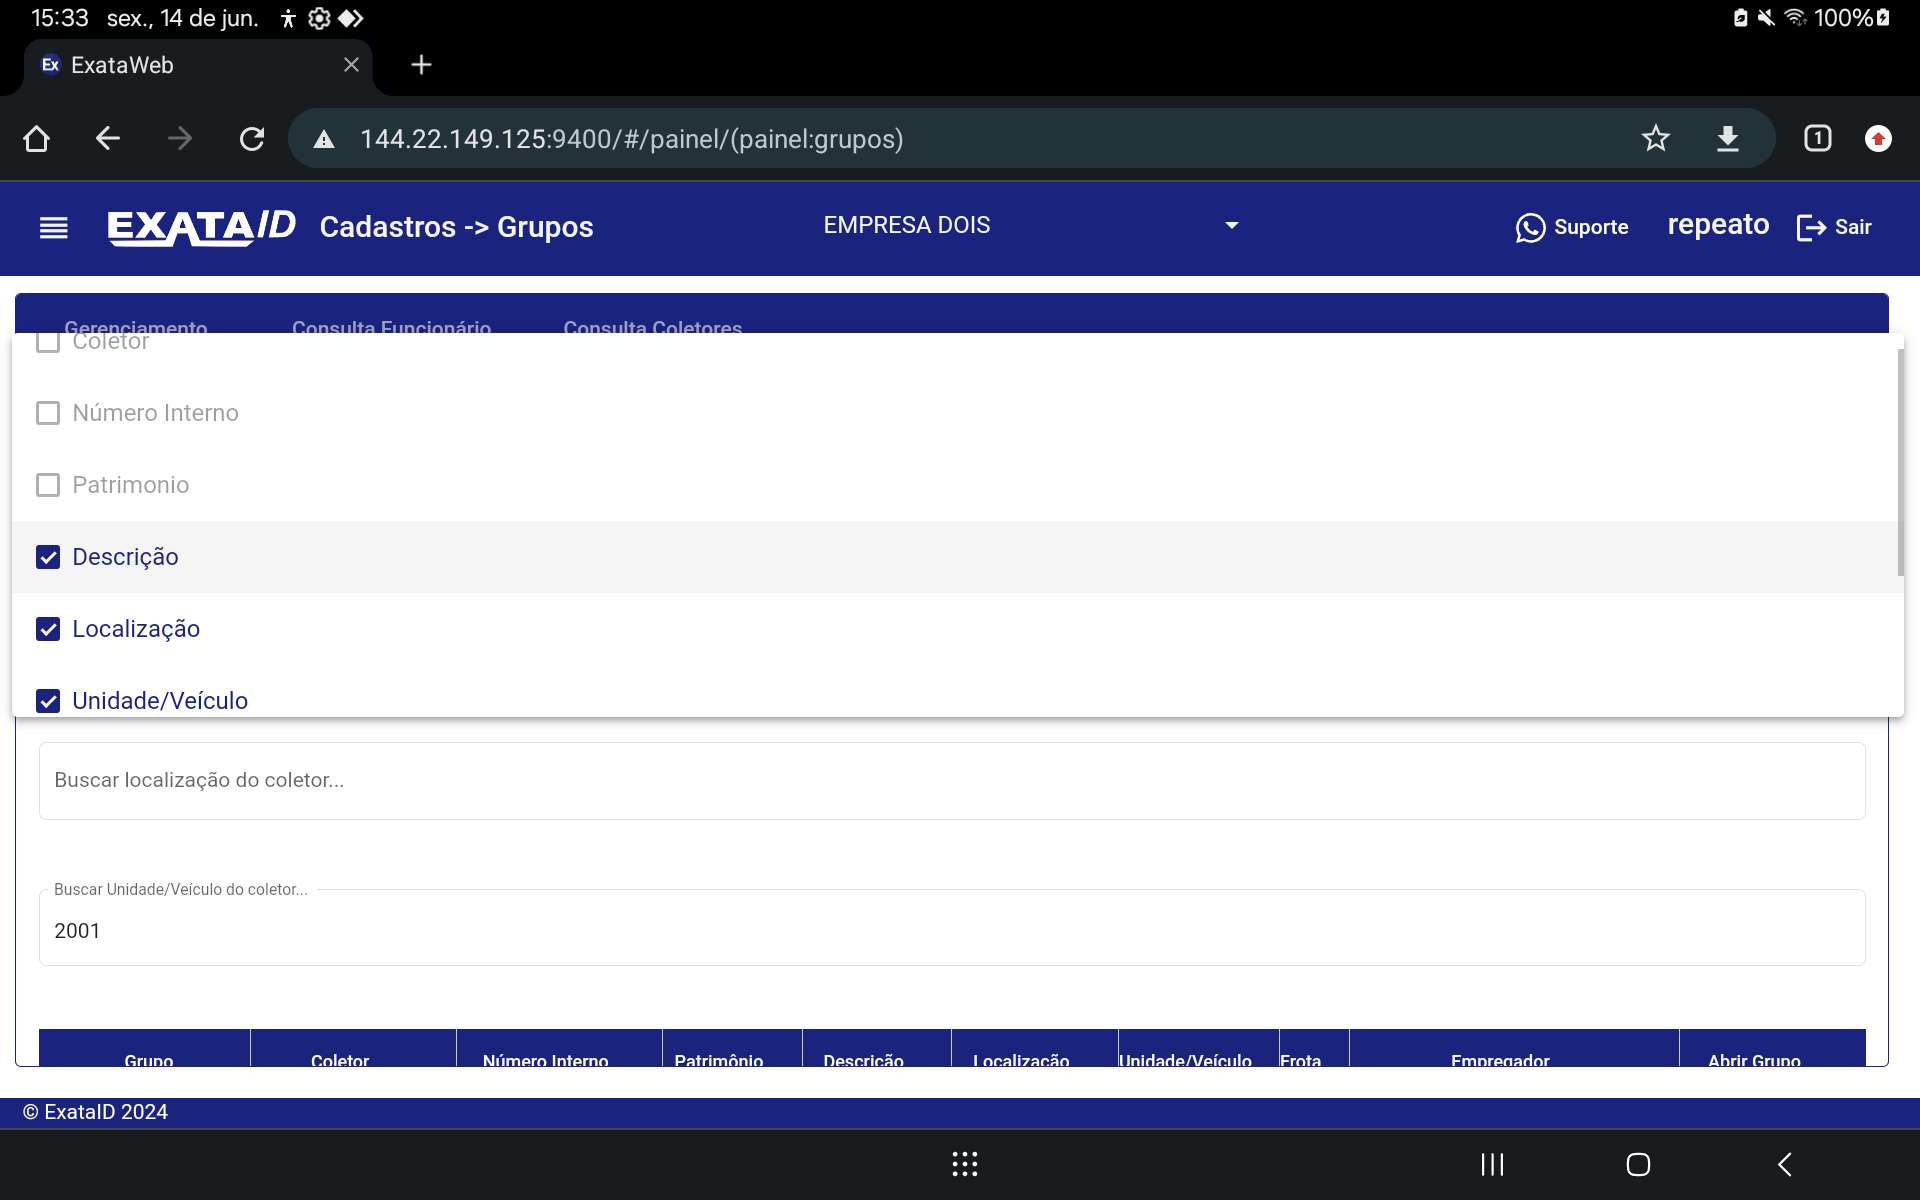 15:33 sex., 14 de jun. 100%
Ex ExataWeb
144.22.149.125:9400/#/painel/(painel:grupos) 1
EXATAID Cadastros -> Grupos EMPRESA DOIS Suporte repeato Sair
Gerenciamento Consulta Funcionário Consulta Coletores
Coletor
Número Interno
Patrimonio
Descrição
Localização
Unidade/Veículo
Buscar localização do coletor...
Buscar Unidade/Veículo do coletor...
2001
Grupo Coletor Número Interno Patrimônio Descrição Localização Unidade/Veículo Frota Empregador Abrir Grupo
© ExataID 2024